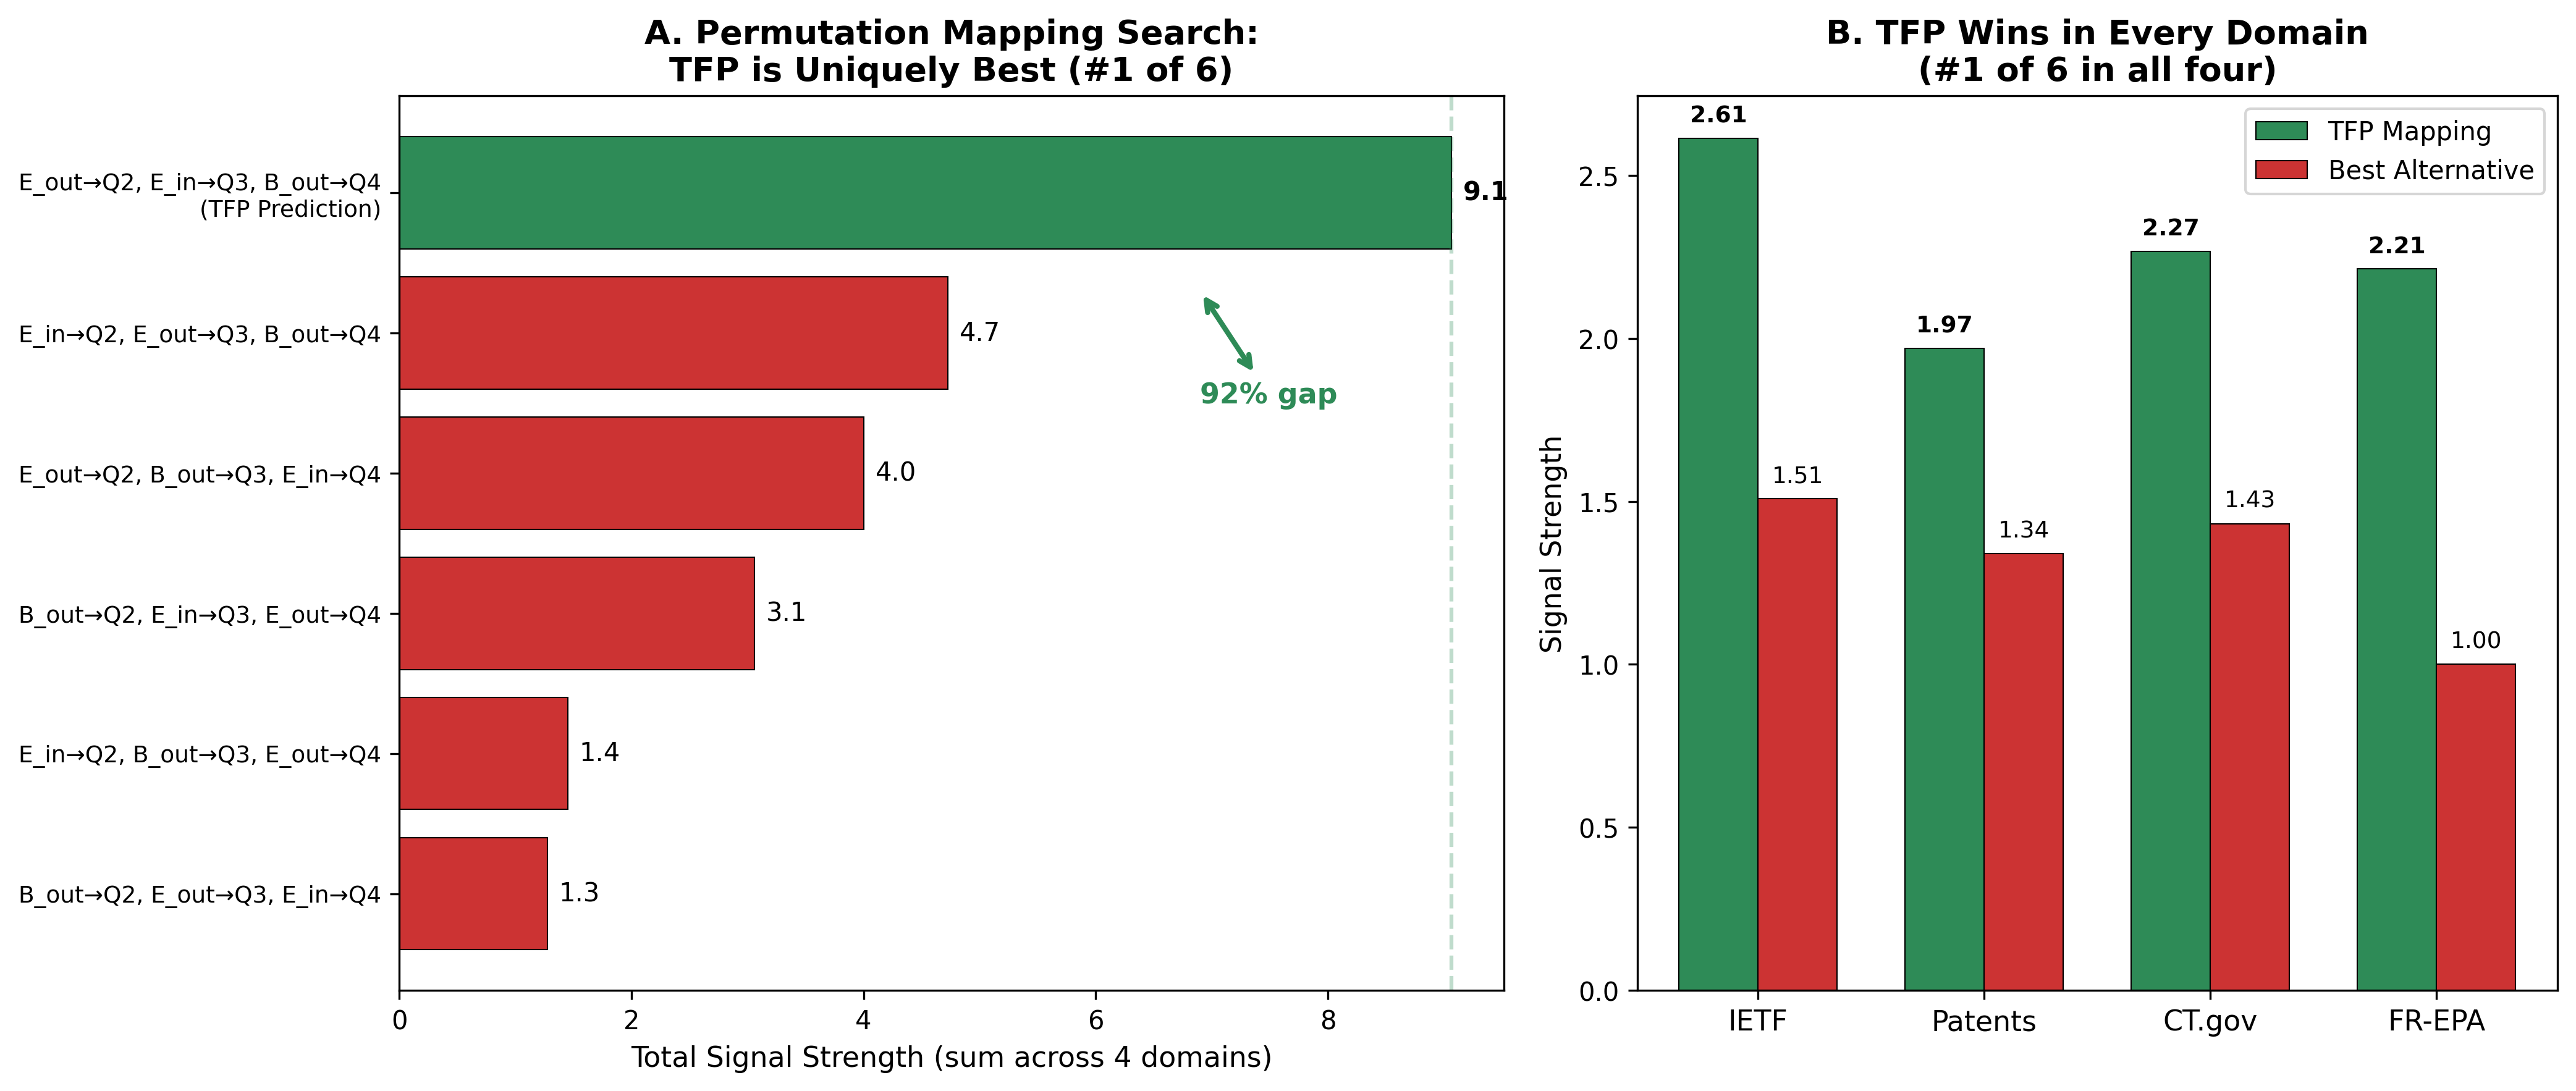 A. Permutation Mapping Search:
TFP is Uniquely Best (#1 of 6)
E_out→Q2, E_in→Q3, B_out→Q4
(TFP Prediction)
9.1
E_in→Q2, E_out→Q3, B_out→Q4
4.7
92% gap
E_out→Q2, B_out→Q3, E_in→Q4
4.0
B_out→Q2, E_in→Q3, E_out→Q4
3.1
E_in→Q2, B_out→Q3, E_out→Q4
1.4
B_out→Q2, E_out→Q3, E_in→Q4
1.3
0 2 4 6 8
Total Signal Strength (sum across 4 domains)
B. TFP Wins in Every Domain
(#1 of 6 in all four)
TFP Mapping
Best Alternative
Signal Strength
2.5
2.0
1.5
1.0
0.5
0.0
2.61
1.51
1.97
1.34
2.27
1.43
2.21
1.00
IETF Patents CT.gov FR-EPA